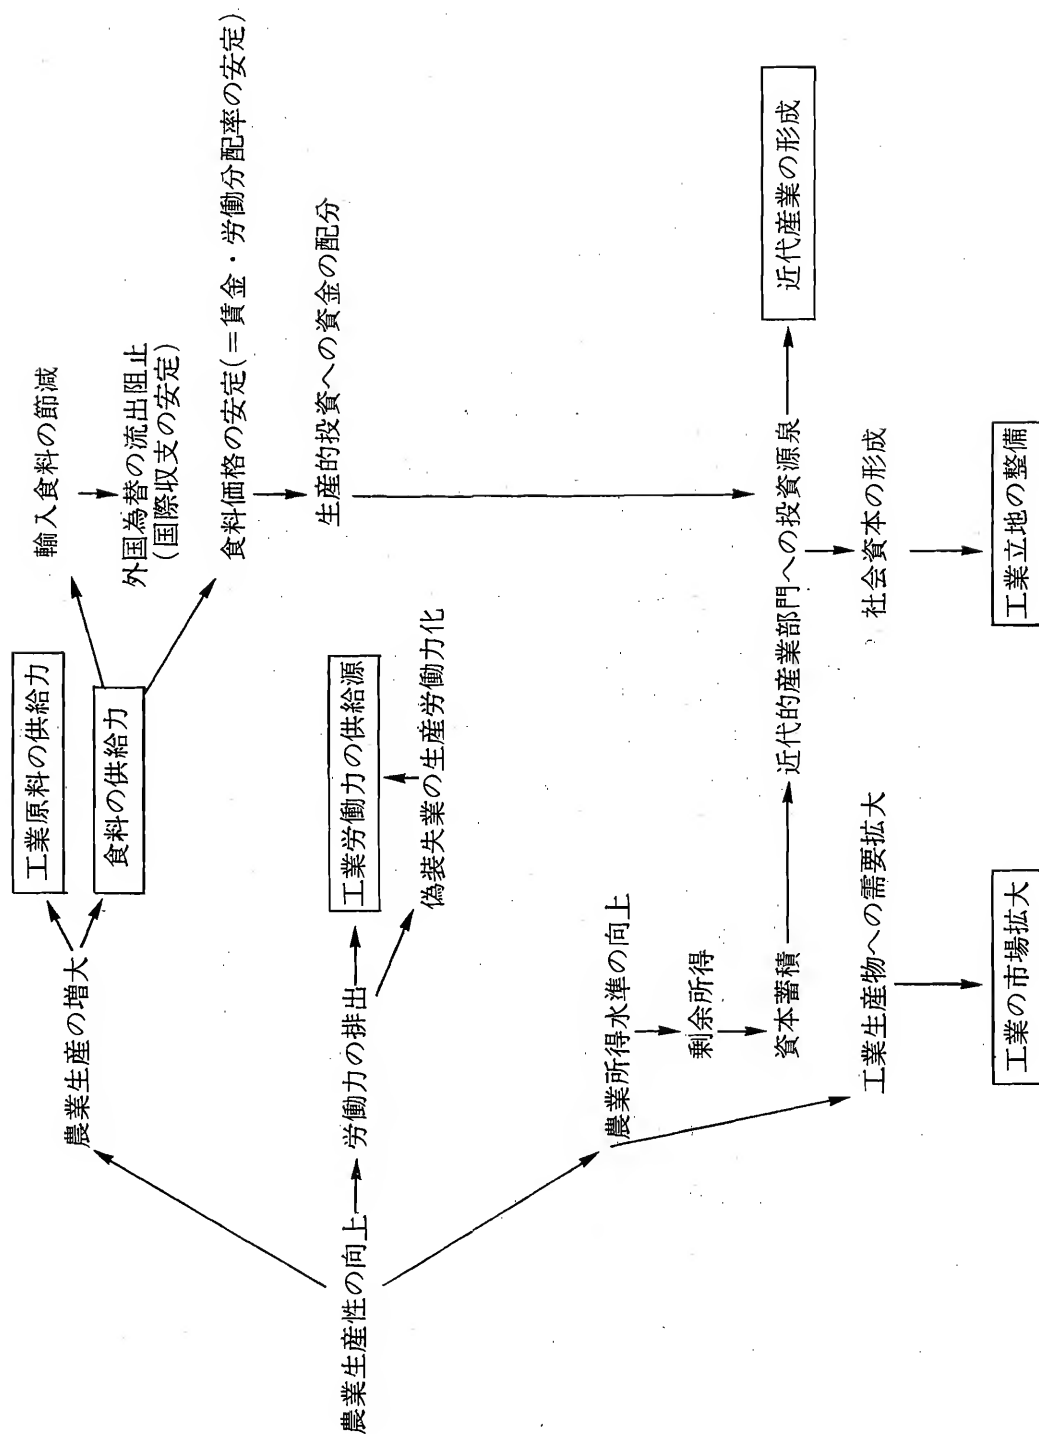 農業生産性の向上
農業生産の増大
工業原料の供給力
食料の供給力
輸入食料の節減
外国為替の流出阻止
(国際収支の安定)
食料価格の安定(=賃金・労働分配率の安定)
生産的投資への資金の配分
労働力の排出
工業労働力の供給源
偽装失業の生産労働力化
農業所得水準の向上
剰余所得
資本蓄積
近代的産業部門への投資源泉
近代産業の形成
社会資本の形成
工業立地の整備
工業生産物への需要拡大
工業の市場拡大